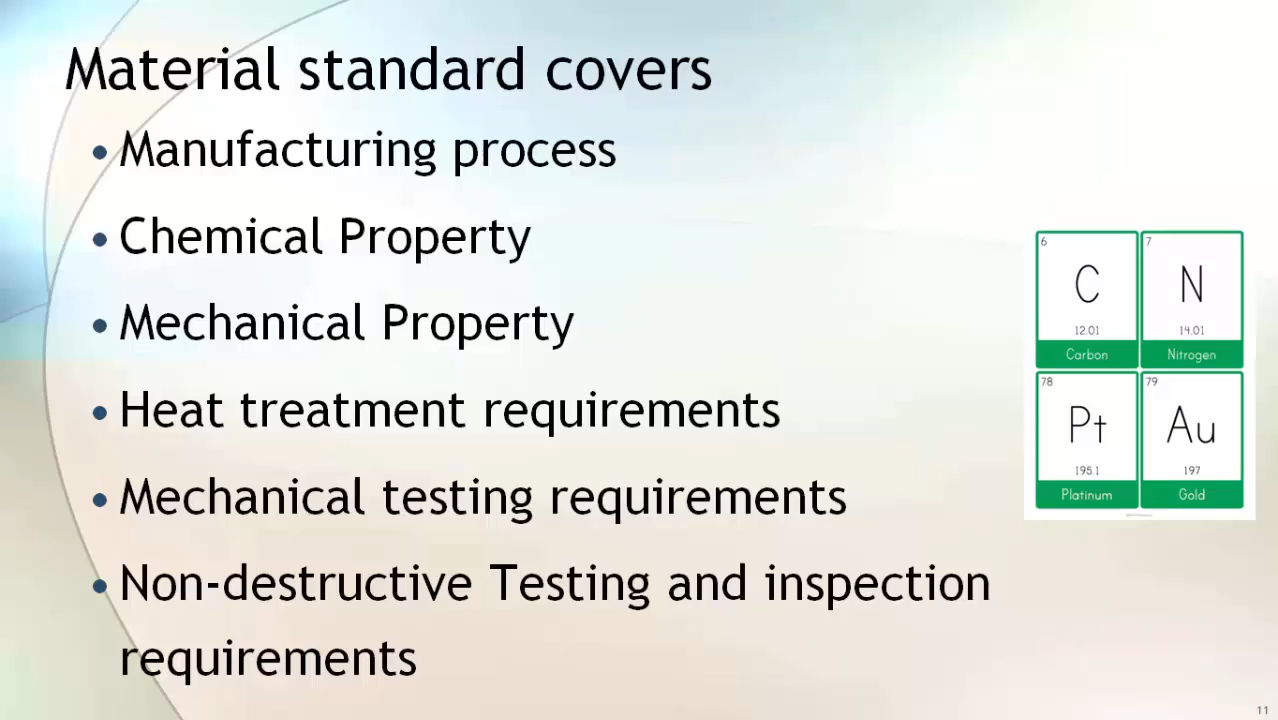 Material standard covers
• Manufacturing process
• Chemical Property
• Mechanical Property
• Heat treatment requirements
• Mechanical testing requirements
• Non-destructive Testing and inspection
requirements
6
C
12.01
Carbon
7
N
14.01
Nitrogen
78
Pt
195.1
Platinum
79
Au
197
Gold
11